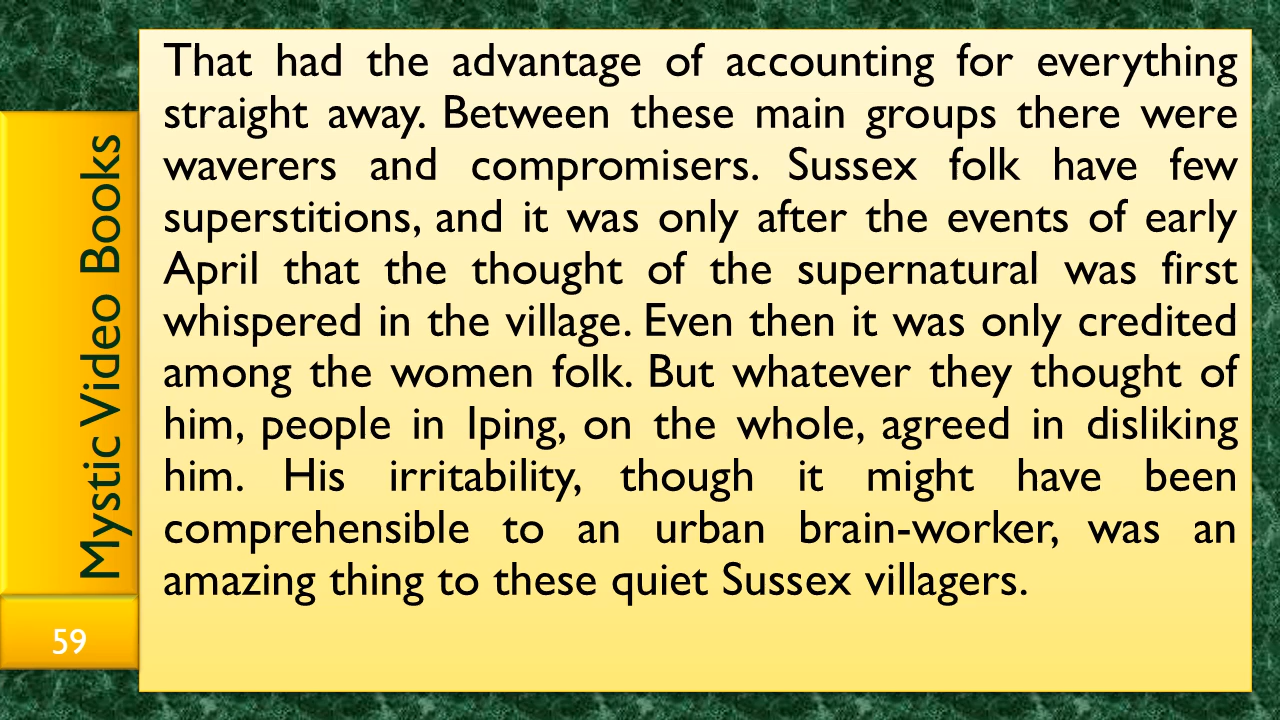 That had the advantage of accounting for everything
straight away. Between these main groups there were
waverers and compromisers. Sussex folk have few
superstitions, and it was only after the events of early
April that the thought of the supernatural was first
whispered in the village. Even then it was only credited
among the women folk. But whatever they thought of
him, people in Iping, on the whole, agreed in disliking
him. His irritability, though it might have been
comprehensible to an urban brain-worker, was an
amazing thing to these quiet Sussex villagers.
Mystic Video Books
59